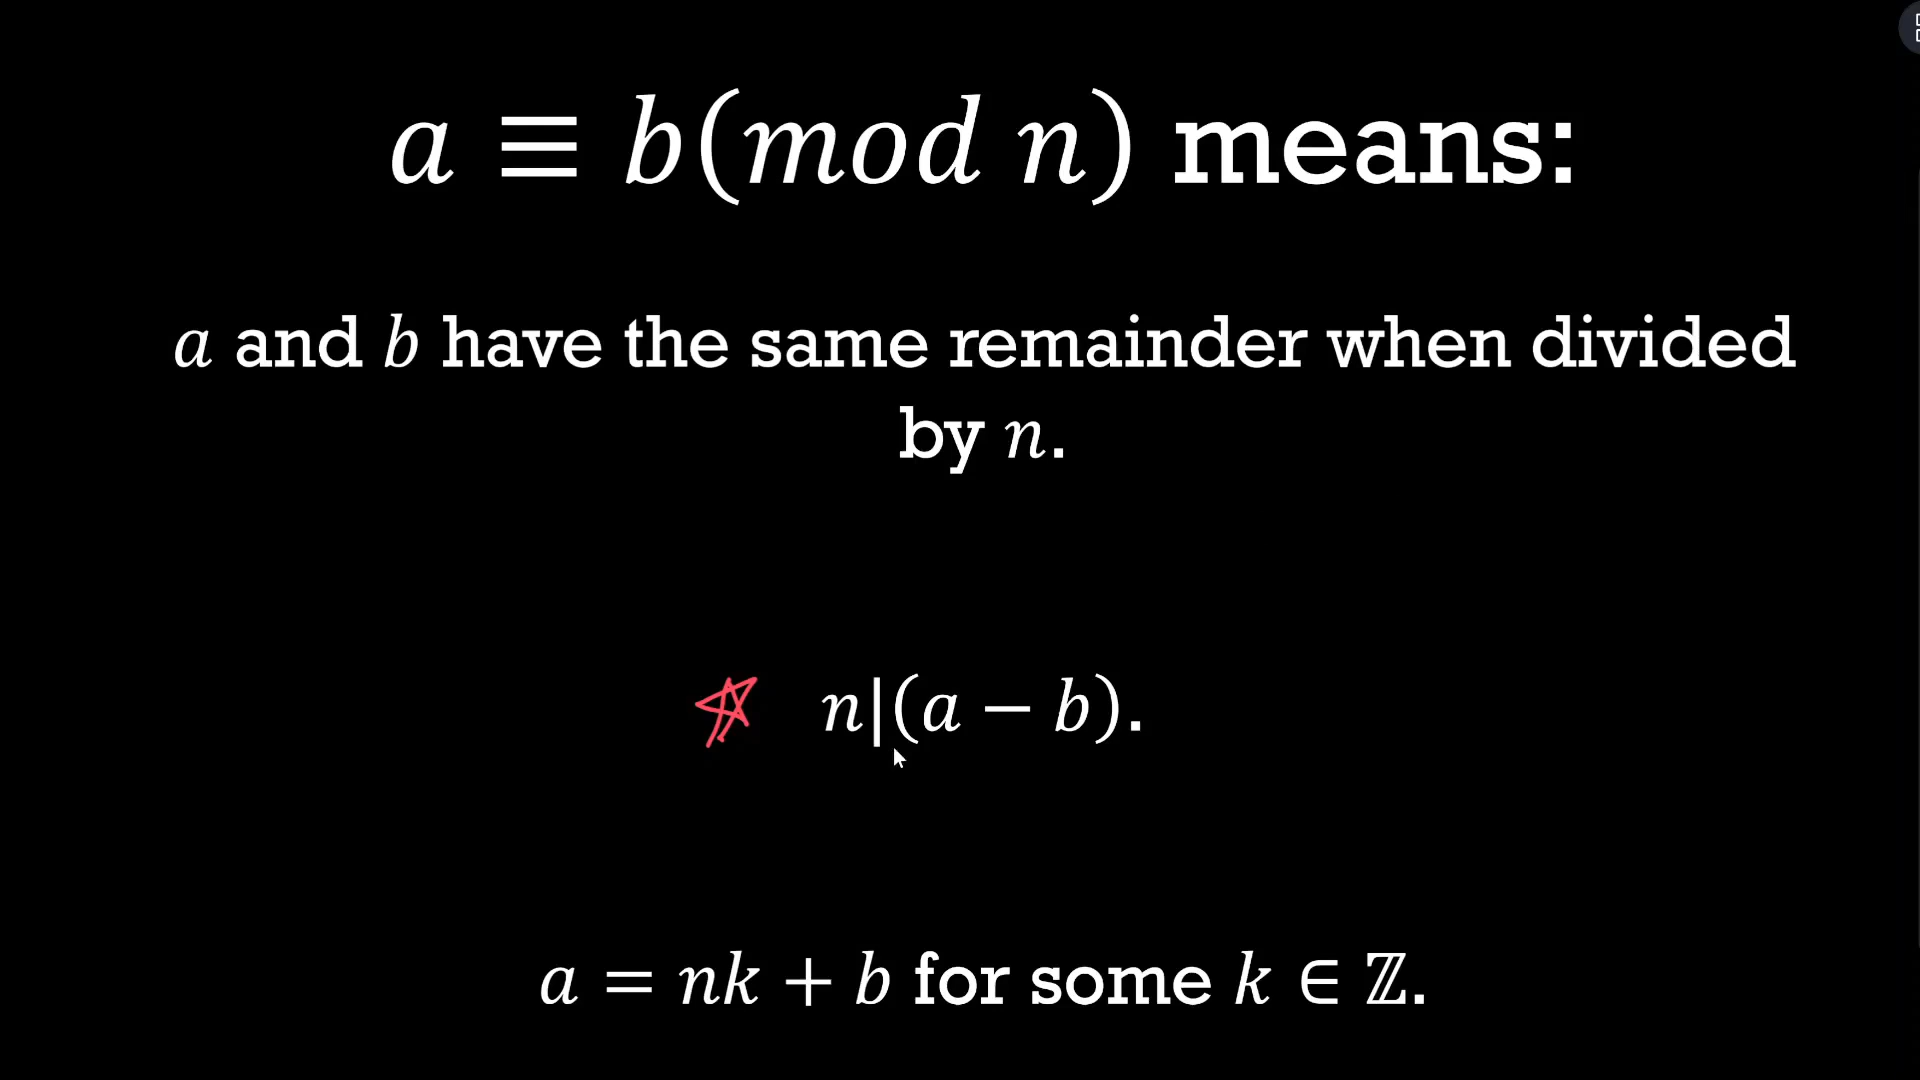 a ≡ b(mod n) means:
a and b have the same remainder when divided
by n.
n|(a − b).
a = nk + b for some k ∈ ℤ.